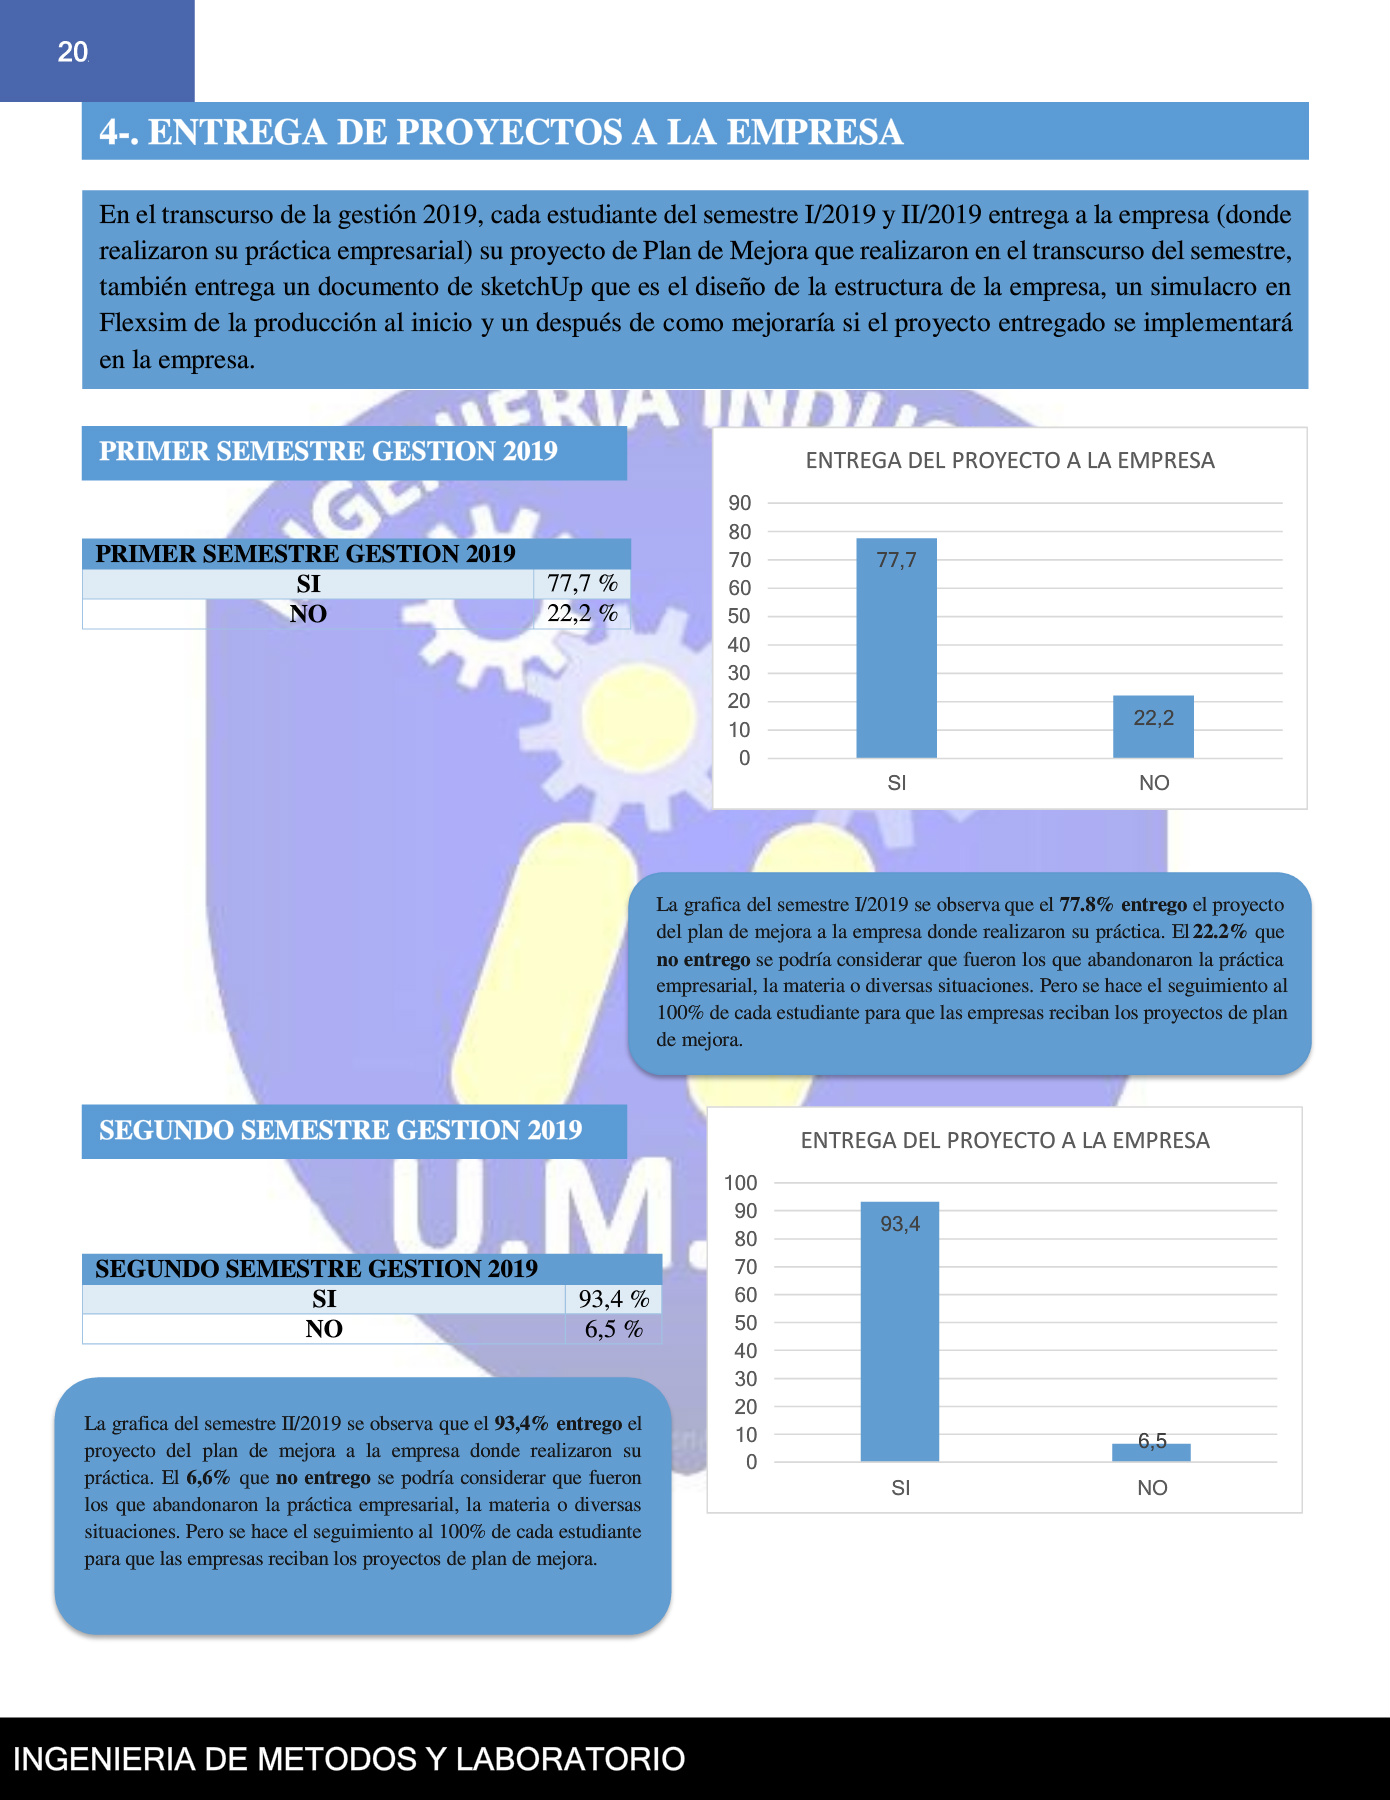 20
4-. ENTREGA DE PROYECTOS A LA EMPRESA
En el transcurso de la gestión 2019, cada estudiante del semestre I/2019 y II/2019 entrega a la empresa (donde
realizaron su práctica empresarial) su proyecto de Plan de Mejora que realizaron en el transcurso del semestre,
también entrega un documento de sketchUp que es el diseño de la estructura de la empresa, un simulacro en
Flexsim de la producción al inicio y un después de como mejoraría si el proyecto entregado se implementará
en la empresa.
PRIMER SEMESTRE GESTION 2019
PRIMER SEMESTRE GESTION 2019
SI 77,7 %
NO 22,2 %
ENTREGA DEL PROYECTO A LA EMPRESA
90
80
70
60
50
40
30
20
10
0
77,7
22,2
SI NO
La grafica del semestre I/2019 se observa que el 77.8% entrego el proyecto
del plan de mejora a la empresa donde realizaron su práctica. El 22.2% que
no entrego se podría considerar que fueron los que abandonaron la práctica
empresarial, la materia o diversas situaciones. Pero se hace el seguimiento al
100% de cada estudiante para que las empresas reciban los proyectos de plan
de mejora.
SEGUNDO SEMESTRE GESTION 2019
U.M.
SEGUNDO SEMESTRE GESTION 2019
SI 93,4 %
NO 6,5 %
ENTREGA DEL PROYECTO A LA EMPRESA
100
90
80
70
60
50
40
30
20
10
0
93,4
6,5
SI NO
La grafica del semestre II/2019 se observa que el 93,4% entrego el
proyecto del plan de mejora a la empresa donde realizaron su
práctica. El 6,6% que no entrego se podría considerar que fueron
los que abandonaron la práctica empresarial, la materia o diversas
situaciones. Pero se hace el seguimiento al 100% de cada estudiante
para que las empresas reciban los proyectos de plan de mejora.
INGENIERIA DE METODOS Y LABORATORIO